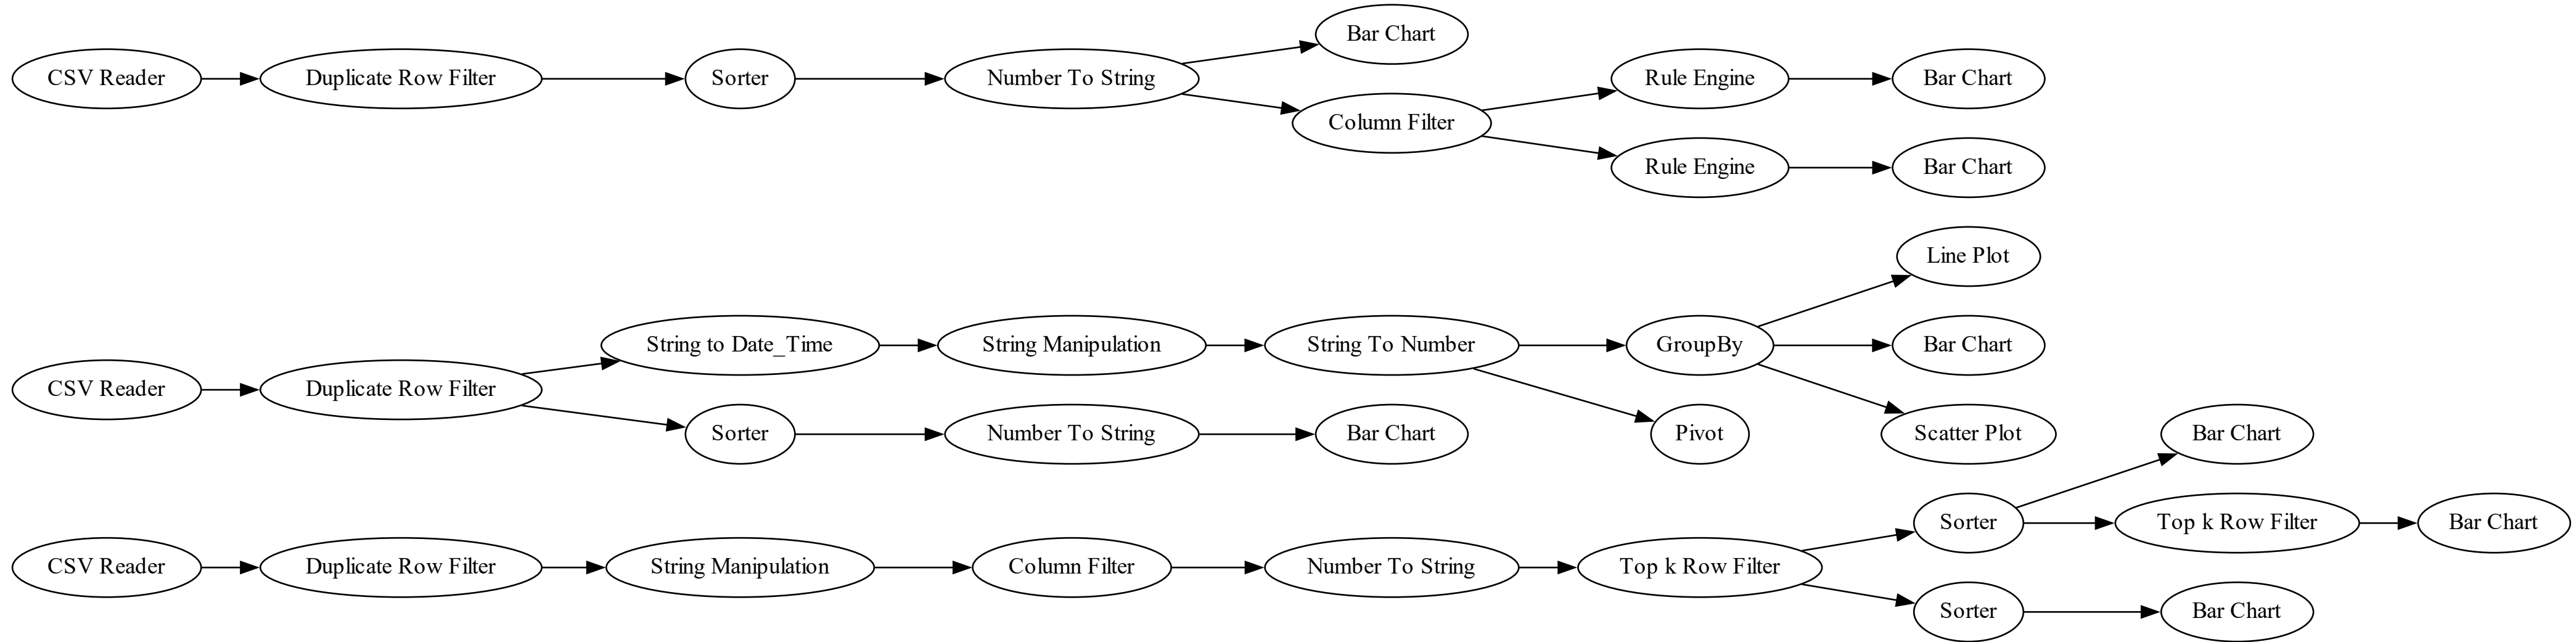 Bar Chart
CSV Reader
Duplicate Row Filter
Sorter
Number To String
Rule Engine
Bar Chart
Column Filter
Rule Engine
Bar Chart
Line Plot
String to Date_Time
String Manipulation
String To Number
GroupBy
Bar Chart
CSV Reader
Duplicate Row Filter
Sorter
Number To String
Bar Chart
Pivot
Scatter Plot
Bar Chart
Sorter
Top k Row Filter
Bar Chart
CSV Reader
Duplicate Row Filter
String Manipulation
Column Filter
Number To String
Top k Row Filter
Sorter
Bar Chart